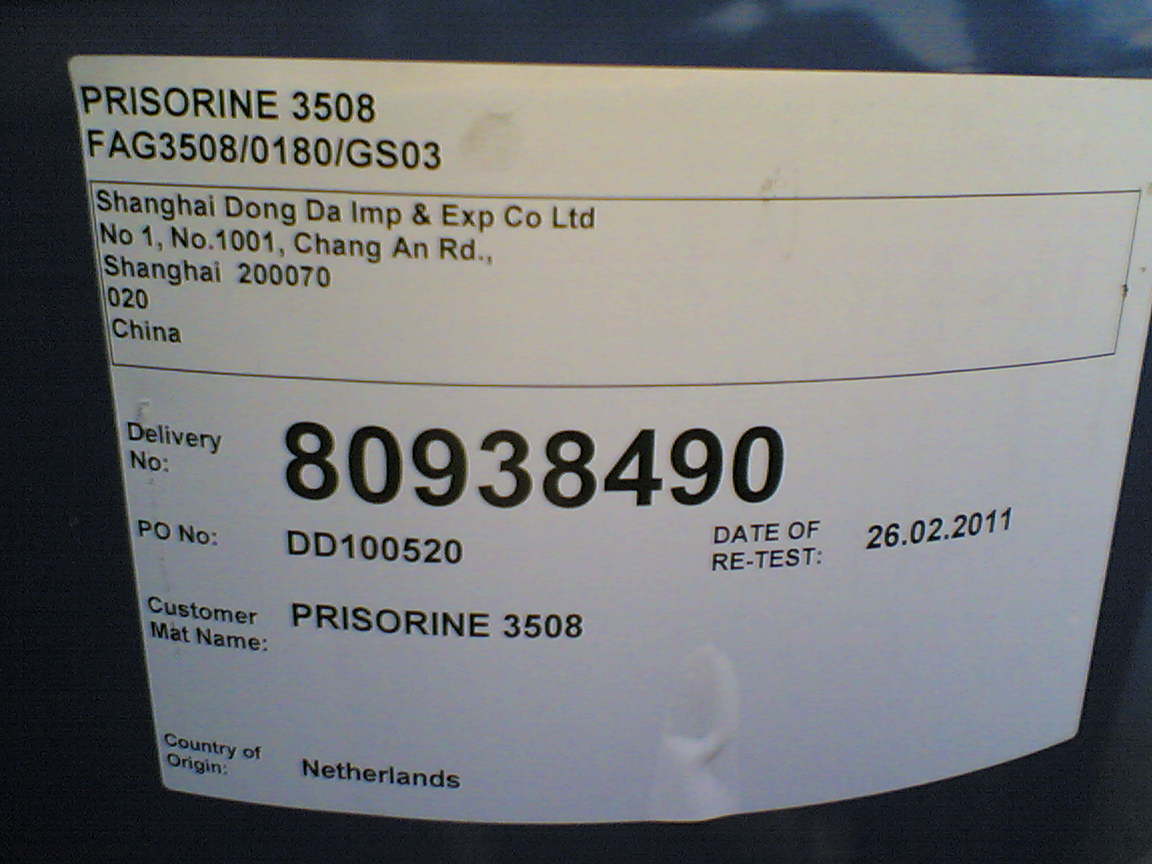 PRISORINE 3508
FAG3508/0180/GS03
Shanghai Dong Da Imp & Exp Co Ltd
No 1, No.1001, Chang An Rd.,
Shanghai 200070
020
China
Delivery No: 80938490
PO No: DD100520 DATE OF RE-TEST: 26.02.2011
Customer Mat Name: PRISORINE 3508
Country of Origin: Netherlands